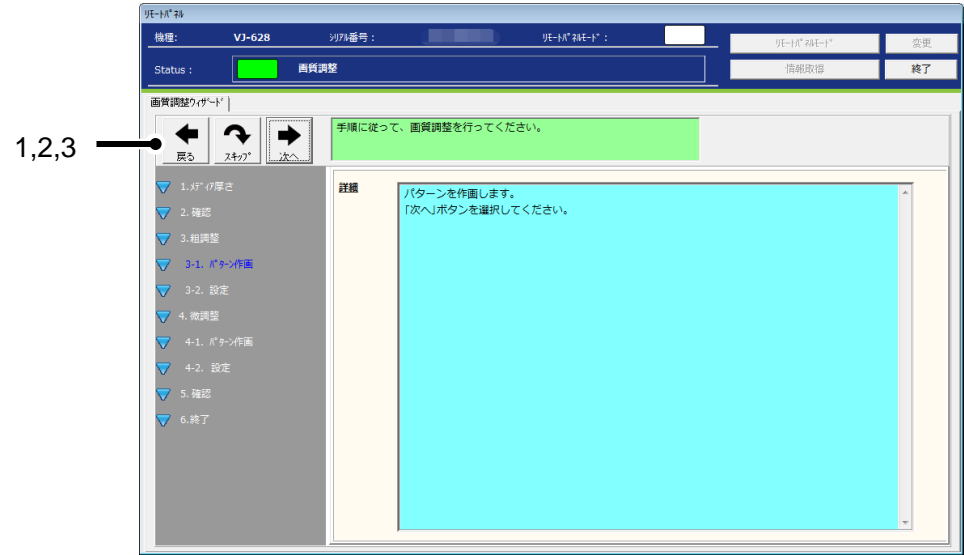 ﾘﾓｰﾄﾊﾟﾈﾙ
機種: VJ-628 ｼﾘｱﾙ番号: ﾘﾓｰﾄﾊﾟﾈﾙﾓｰﾄﾞ:
ﾘﾓｰﾄﾊﾟﾈﾙﾓｰﾄﾞ 変更
Status : 画質調整
情報取得 終了
画質調整ｳｨｻﾞｰﾄﾞ
1,2,3
戻る ｽｷｯﾌﾟ 次へ
手順に従って、画質調整を行ってください。
1.ﾒﾃﾞｨｱ厚さ
2. 確認
3.粗調整
3-1. ﾊﾟﾀｰﾝ作画
3-2. 設定
4. 微調整
4-1. ﾊﾟﾀｰﾝ作画
4-2. 設定
5. 確認
6.終了
詳細
パターンを作画します。
「次へ」ボタンを選択してください。